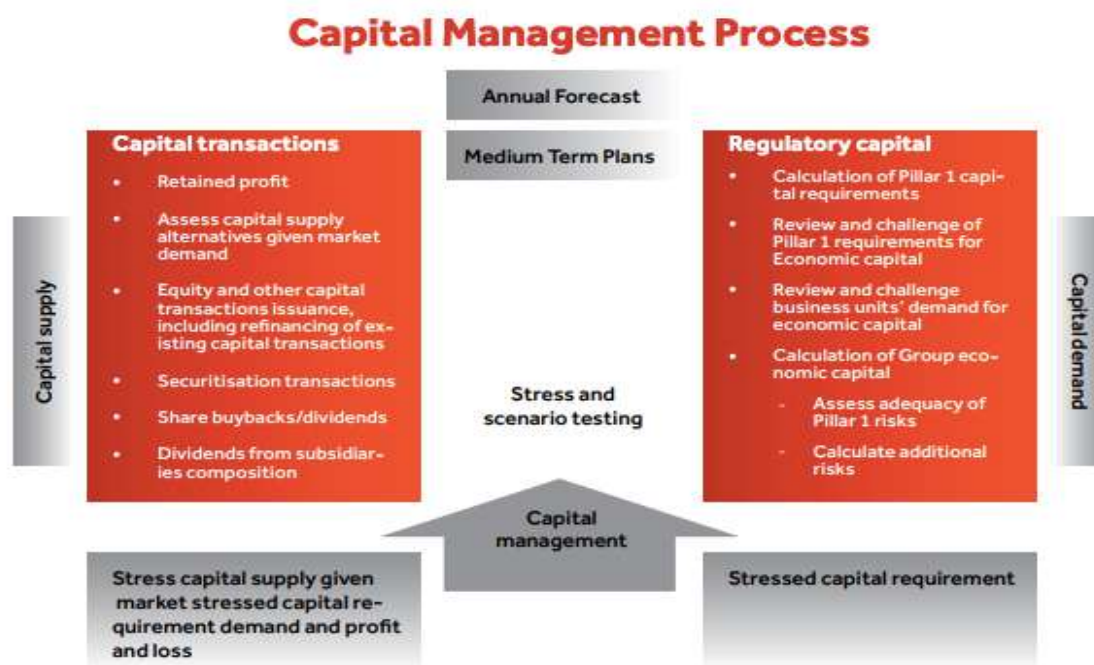 Capital Management Process
Annual Forecast
Medium Term Plans
Capital supply
Capital transactions
• Retained profit
• Assess capital supply
alternatives given market
demand
• Equity and other capital
transactions issuance,
including refinancing of ex-
isting capital transactions
• Securitisation transactions
• Share buybacks/dividends
• Dividends from subsidiar-
ies composition
Stress and
scenario testing
Regulatory capital
• Calculation of Pillar 1 capi-
tal requirements
• Review and challenge of
Pillar 1 requirements for
Economic capital
• Review and challenge
business units' demand for
economic capital
• Calculation of Group eco-
nomic capital
- Assess adequacy of
Pillar 1 risks
- Calculate additional
risks
Capital demand
Capital
management
Stress capital supply given
market stressed capital re-
quirement demand and profit
and loss
Stressed capital requirement